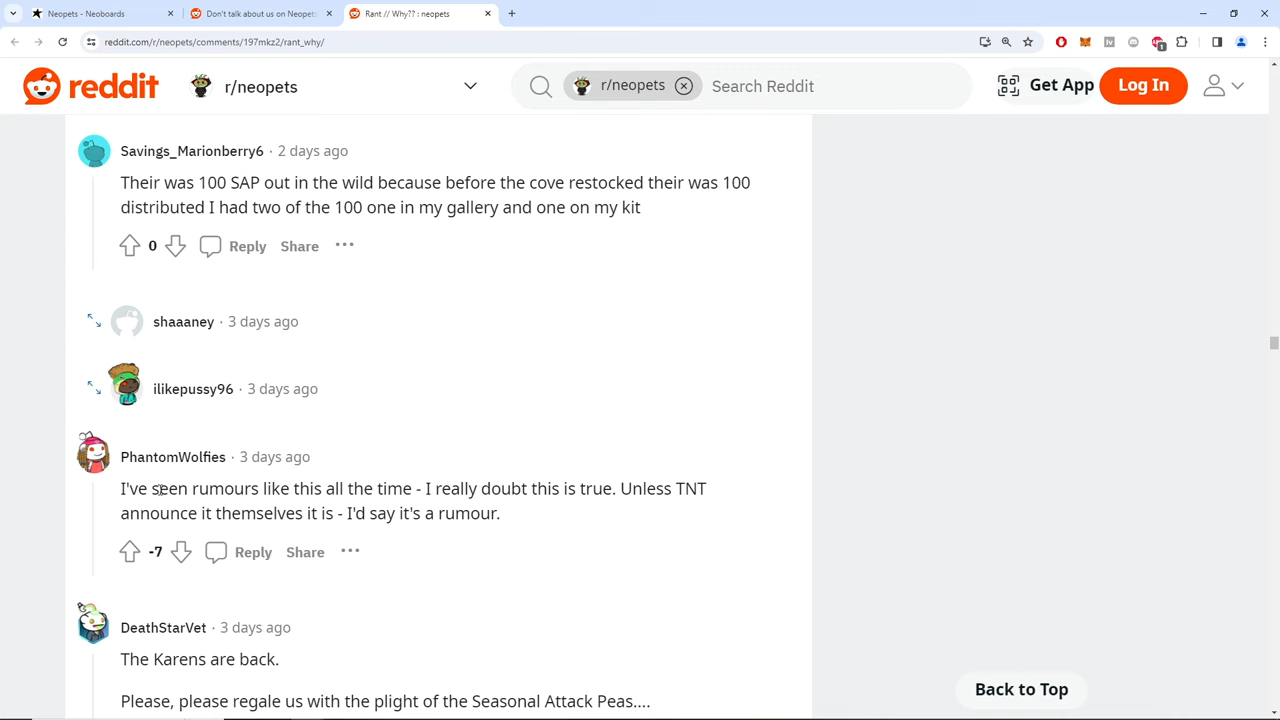 Neopets - Neoboards
Don't talk about us on Neopets
Rant // Why?? : neopets
reddit.com/r/neopets/comments/197mkz2/rant_why/
reddit
r/neopets
r/neopets
Search Reddit
Get App
Log In
Savings_Marionberry6 · 2 days ago
Their was 100 SAP out in the wild because before the cove restocked their was 100
distributed I had two of the 100 one in my gallery and one on my kit
0
Reply
Share
shaaaney · 3 days ago
ilikepussy96 · 3 days ago
PhantomWolfies · 3 days ago
I've seen rumours like this all the time - I really doubt this is true. Unless TNT
announce it themselves it is - I'd say it's a rumour.
-7
Reply
Share
DeathStarVet · 3 days ago
The Karens are back.
Please, please regale us with the plight of the Seasonal Attack Peas....
Back to Top